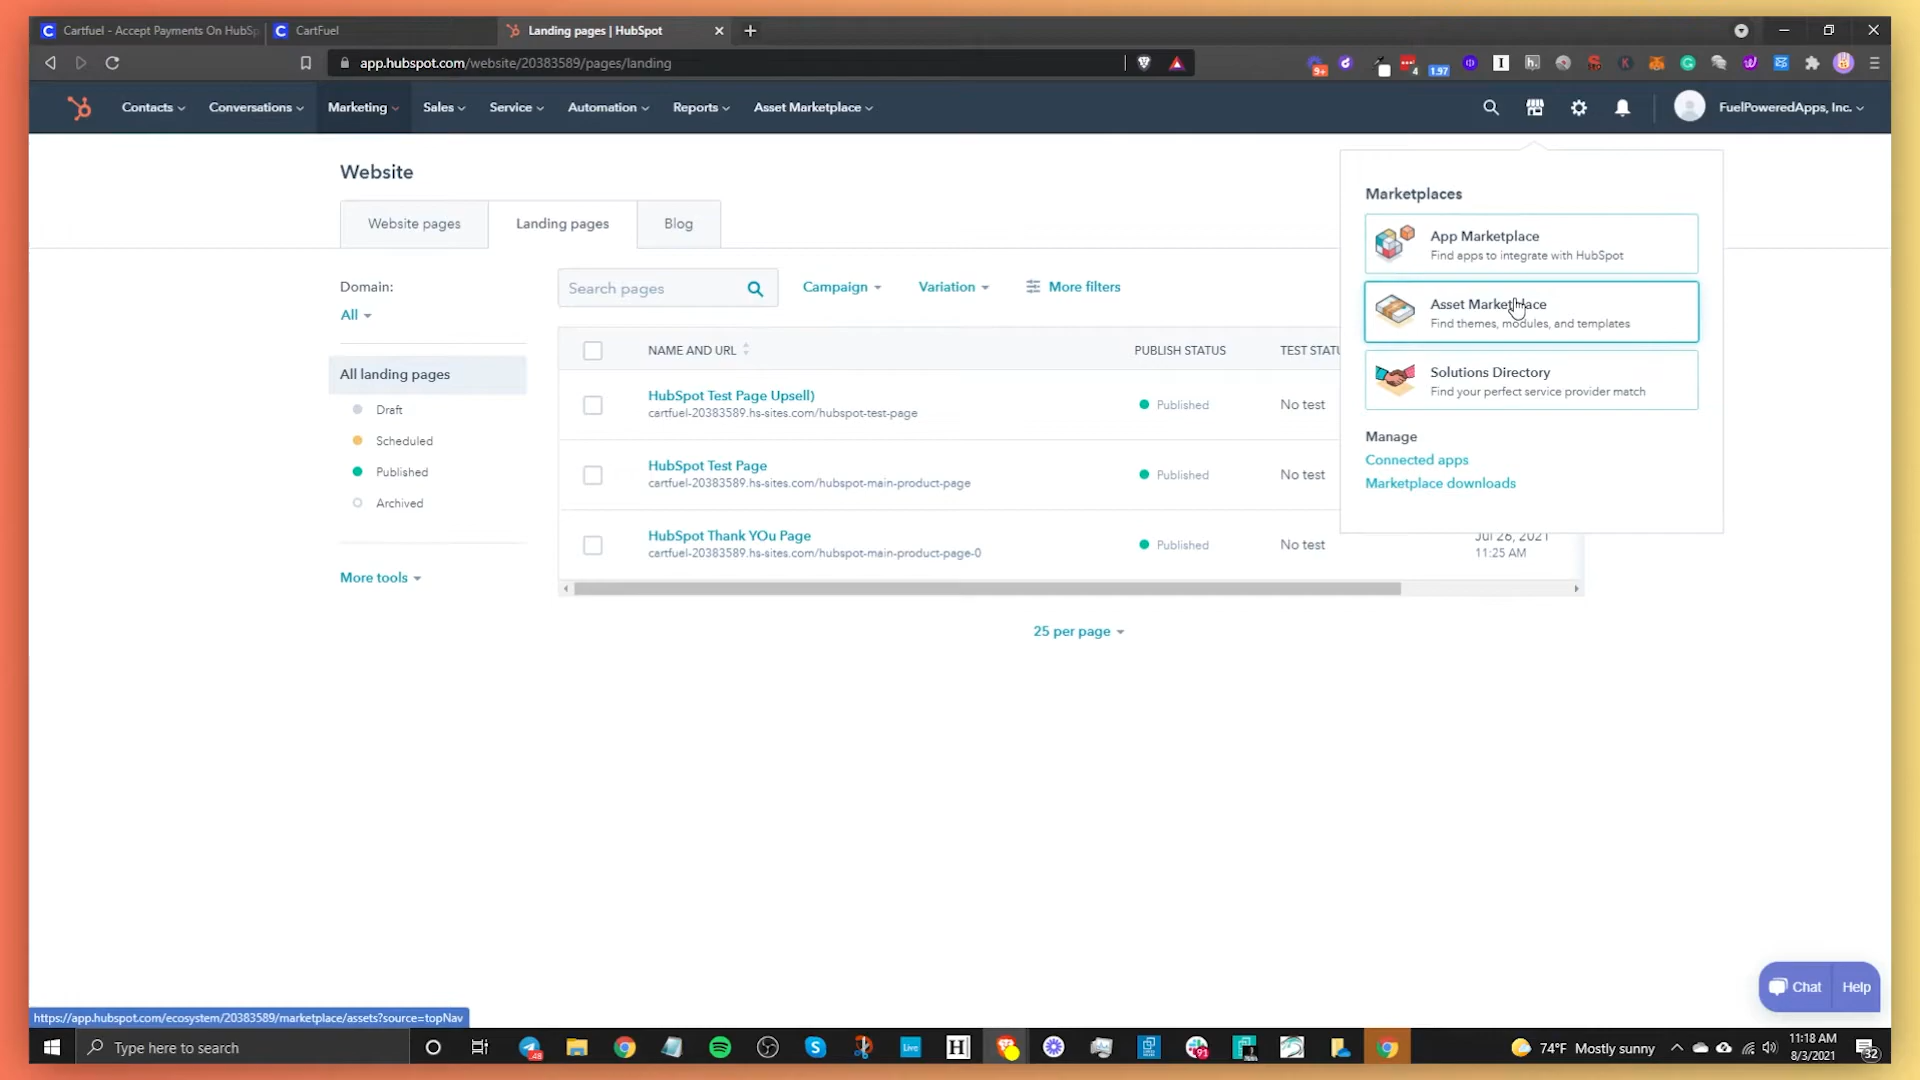 Cartfuel - Accept Payments On HubSp
CartFuel
Landing pages | HubSpot
app.hubspot.com/website/20383589/pages/landing
9+
4
1.97
Contacts
Conversations
Marketing
Sales
Service
Automation
Reports
Asset Marketplace
FuelPoweredApps, Inc.
Website
Website pages
Landing pages
Blog
Marketplaces
App Marketplace
Find apps to integrate with HubSpot
Asset Marketplace
Find themes, modules, and templates
Solutions Directory
Find your perfect service provider match
Manage
Connected apps
Marketplace downloads
Domain:
All
All landing pages
Draft
Scheduled
Published
Archived
More tools
Search pages
Campaign
Variation
More filters
NAME AND URL
PUBLISH STATUS
TEST STATU
HubSpot Test Page Upsell)
cartfuel-20383589.hs-sites.com/hubspot-test-page
Published
No test
HubSpot Test Page
cartfuel-20383589.hs-sites.com/hubspot-main-product-page
Published
No test
HubSpot Thank YOu Page
cartfuel-20383589.hs-sites.com/hubspot-main-product-page-0
Published
No test
Jul 26, 2021
11:25 AM
25 per page
Chat
Help
https://app.hubspot.com/ecosystem/20383589/marketplace/assets?source=topNav
Type here to search
48
Live
H
91
74°F Mostly sunny
11:18 AM
8/3/2021
32